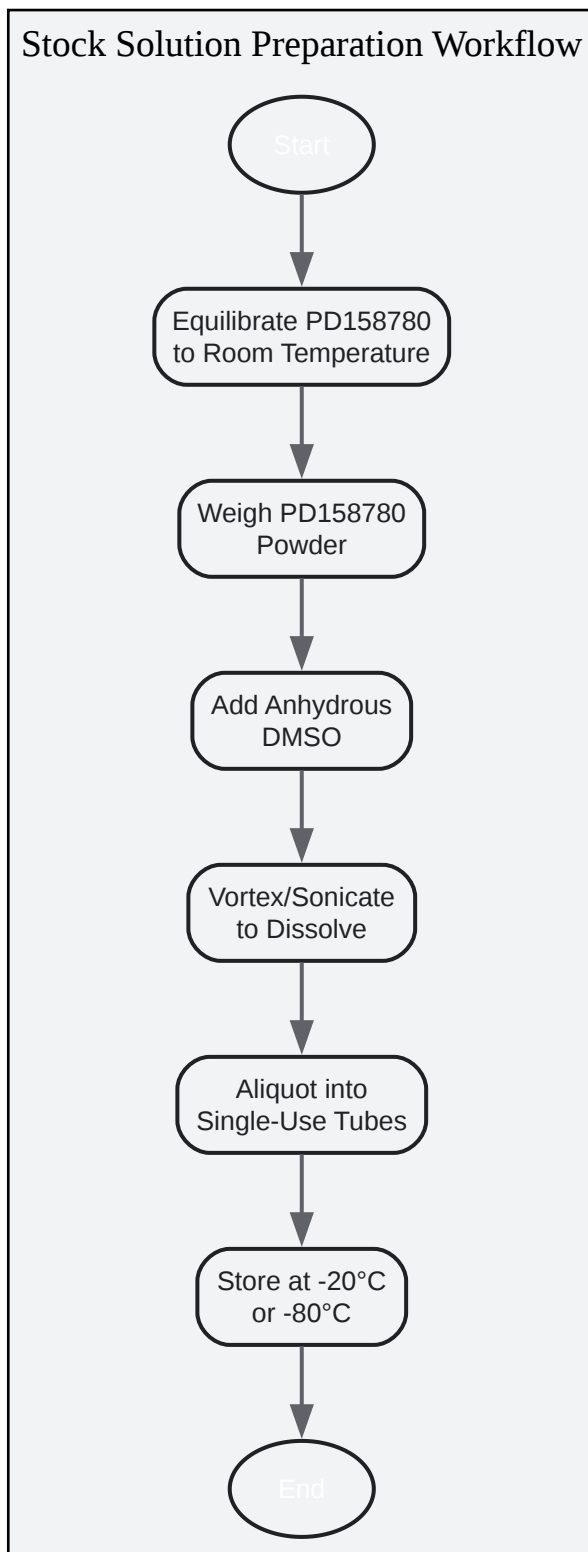 Stock Solution Preparation Workflow
Start
Equilibrate PD158780
to Room Temperature
Weigh PD158780
Powder
Add Anhydrous
DMSO
Vortex/Sonicate
to Dissolve
Aliquot into
Single-Use Tubes
Store at -20°C
or -80°C
End